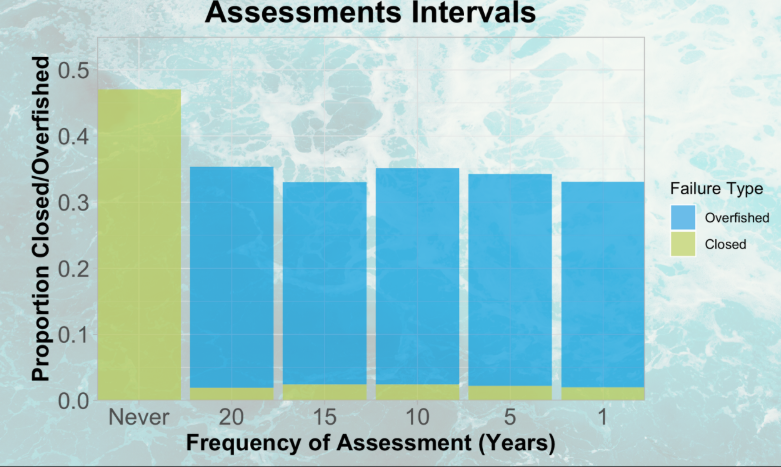 Assessments Intervals
Proportion Closed/Overfished
0.5
0.4
0.3
0.2
0.1
0.0
Never 20 15 10 5 1
Frequency of Assessment (Years)
Failure Type
Overfished
Closed